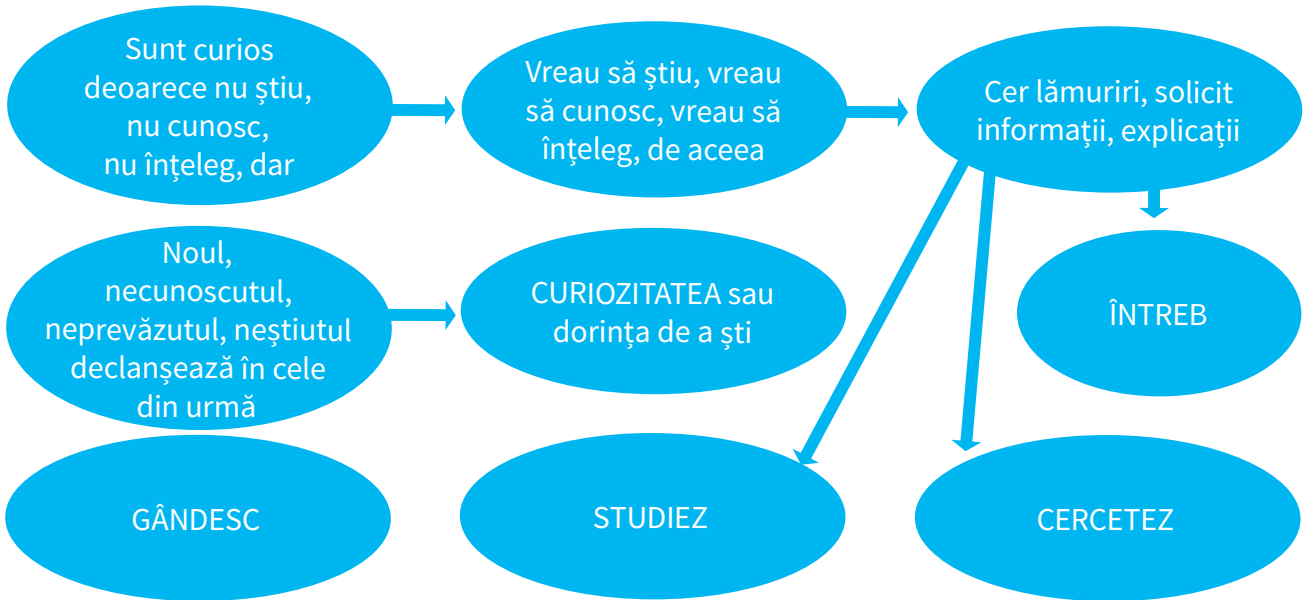 Sunt curios
deoarece nu știu,
nu cunosc,
nu înțeleg, dar
Vreau să știu, vreau
să cunosc, vreau să
înțeleg, de aceea
Cer lămuriri, solicit
informații, explicații
Noul,
necunoscutul,
neprevăzutul, neștiutul
declanșează în cele
din urmă
CURIOZITATEA sau
dorința de a ști
ÎNTREB
GÂNDESC
STUDIEZ
CERCETEZ